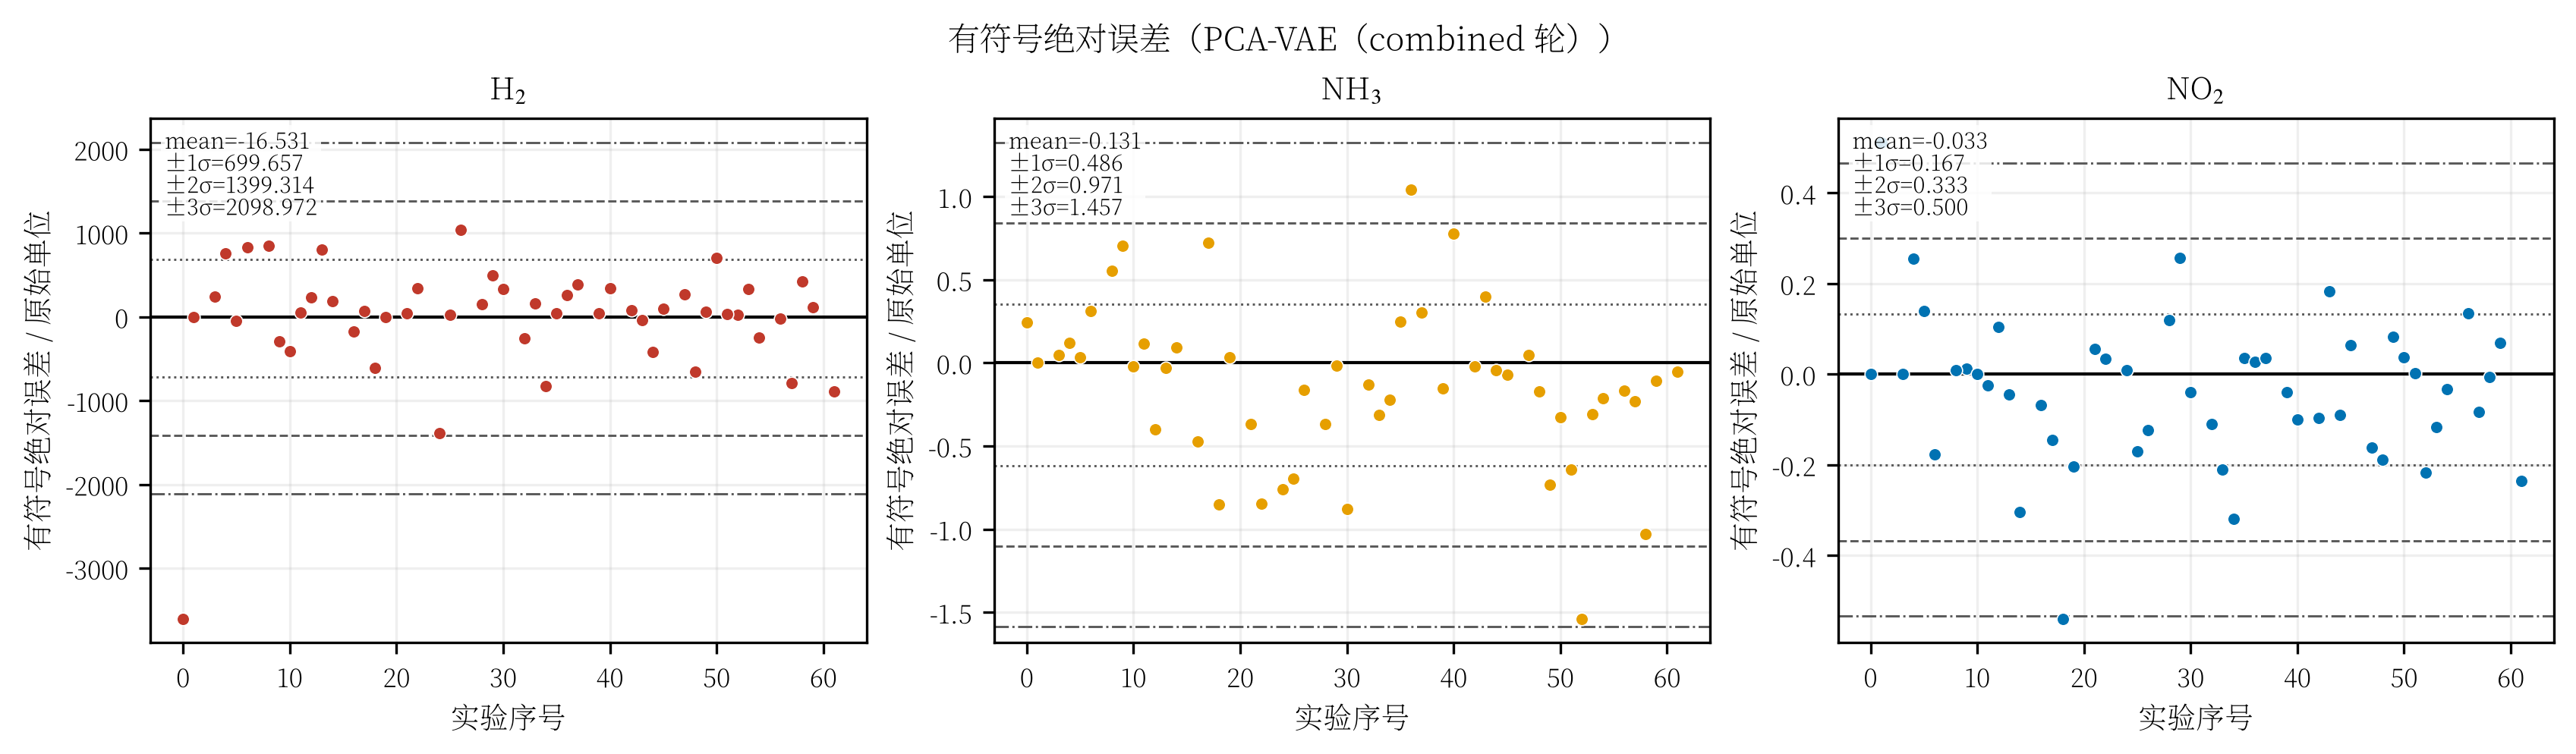 有符号绝对误差（PCA-VAE（combined 轮））
H₂
mean=-16.531
±1σ=699.657
±2σ=1399.314
±3σ=2098.972
2000
1000
0
-1000
-2000
-3000
有符号绝对误差 / 原始单位
0 10 20 30 40 50 60
实验序号
NH₃
mean=-0.131
±1σ=0.486
±2σ=0.971
±3σ=1.457
1.0
0.5
0.0
-0.5
-1.0
-1.5
有符号绝对误差 / 原始单位
0 10 20 30 40 50 60
实验序号
NO₂
mean=-0.033
±1σ=0.167
±2σ=0.333
±3σ=0.500
0.4
0.2
0.0
-0.2
-0.4
有符号绝对误差 / 原始单位
0 10 20 30 40 50 60
实验序号